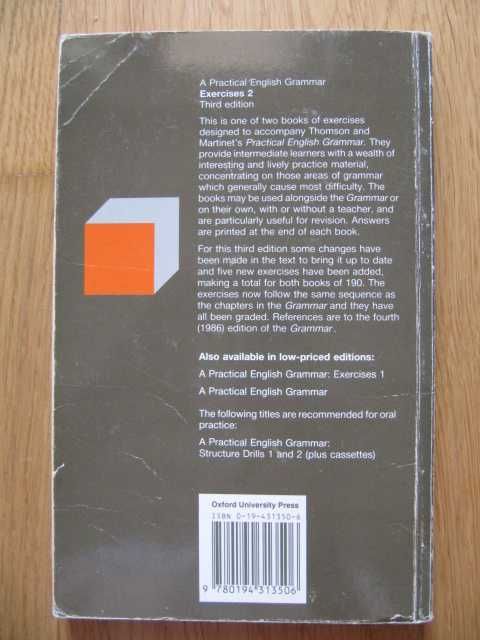 A Practical English Grammar
Exercises 2
Third edition
This is one of two books of exercises
designed to accompany Thomson and
Martinet's Practical English Grammar. They
provide intermediate learners with a wealth of
interesting and lively practice material,
concentrating on those areas of grammar
which generally cause most difficulty. The
books may be used alongside the Grammar or
on their own, with or without a teacher, and
are particularly useful for revision. Answers
are printed at the end of each book.
For this third edition some changes have
been made in the text to bring it up to date
and five new exercises have been added,
making a total for both books of 190. The
exercises now follow the same sequence as
the chapters in the Grammar and they have
all been graded. References are to the fourth
(1986) edition of the Grammar.
Also available in low-priced editions:
A Practical English Grammar: Exercises 1
A Practical English Grammar
The following titles are recommended for oral
practice:
A Practical English Grammar:
Structure Drills 1 and 2 (plus cassettes)
Oxford University Press
ISBN 0-19-431350-6
9 780194 313506